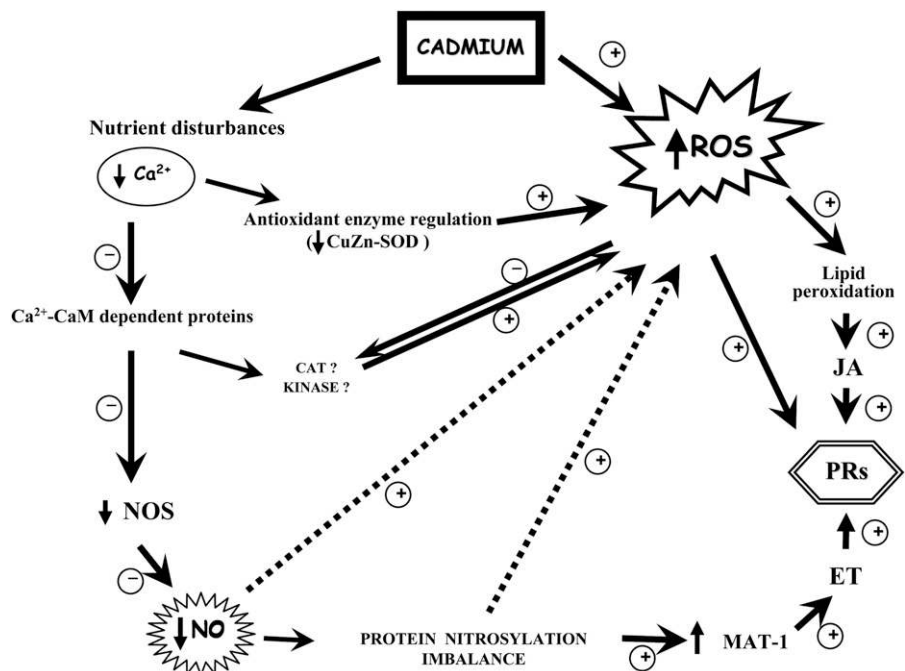 CADMIUM
+
Nutrient disturbances
↑ROS
↓ Ca²⁺
+
+
Antioxidant enzyme regulation
(↓CuZn-SOD )
−
−
Lipid
peroxidation
Ca²⁺-CaM dependent proteins
+
+
CAT ?
KINASE ?
+
JA
−
+
+
+
PRs
↓ NOS
+
−
ET
↓NO
PROTEIN NITROSYLATION
IMBALANCE
+
↑ MAT-1
+